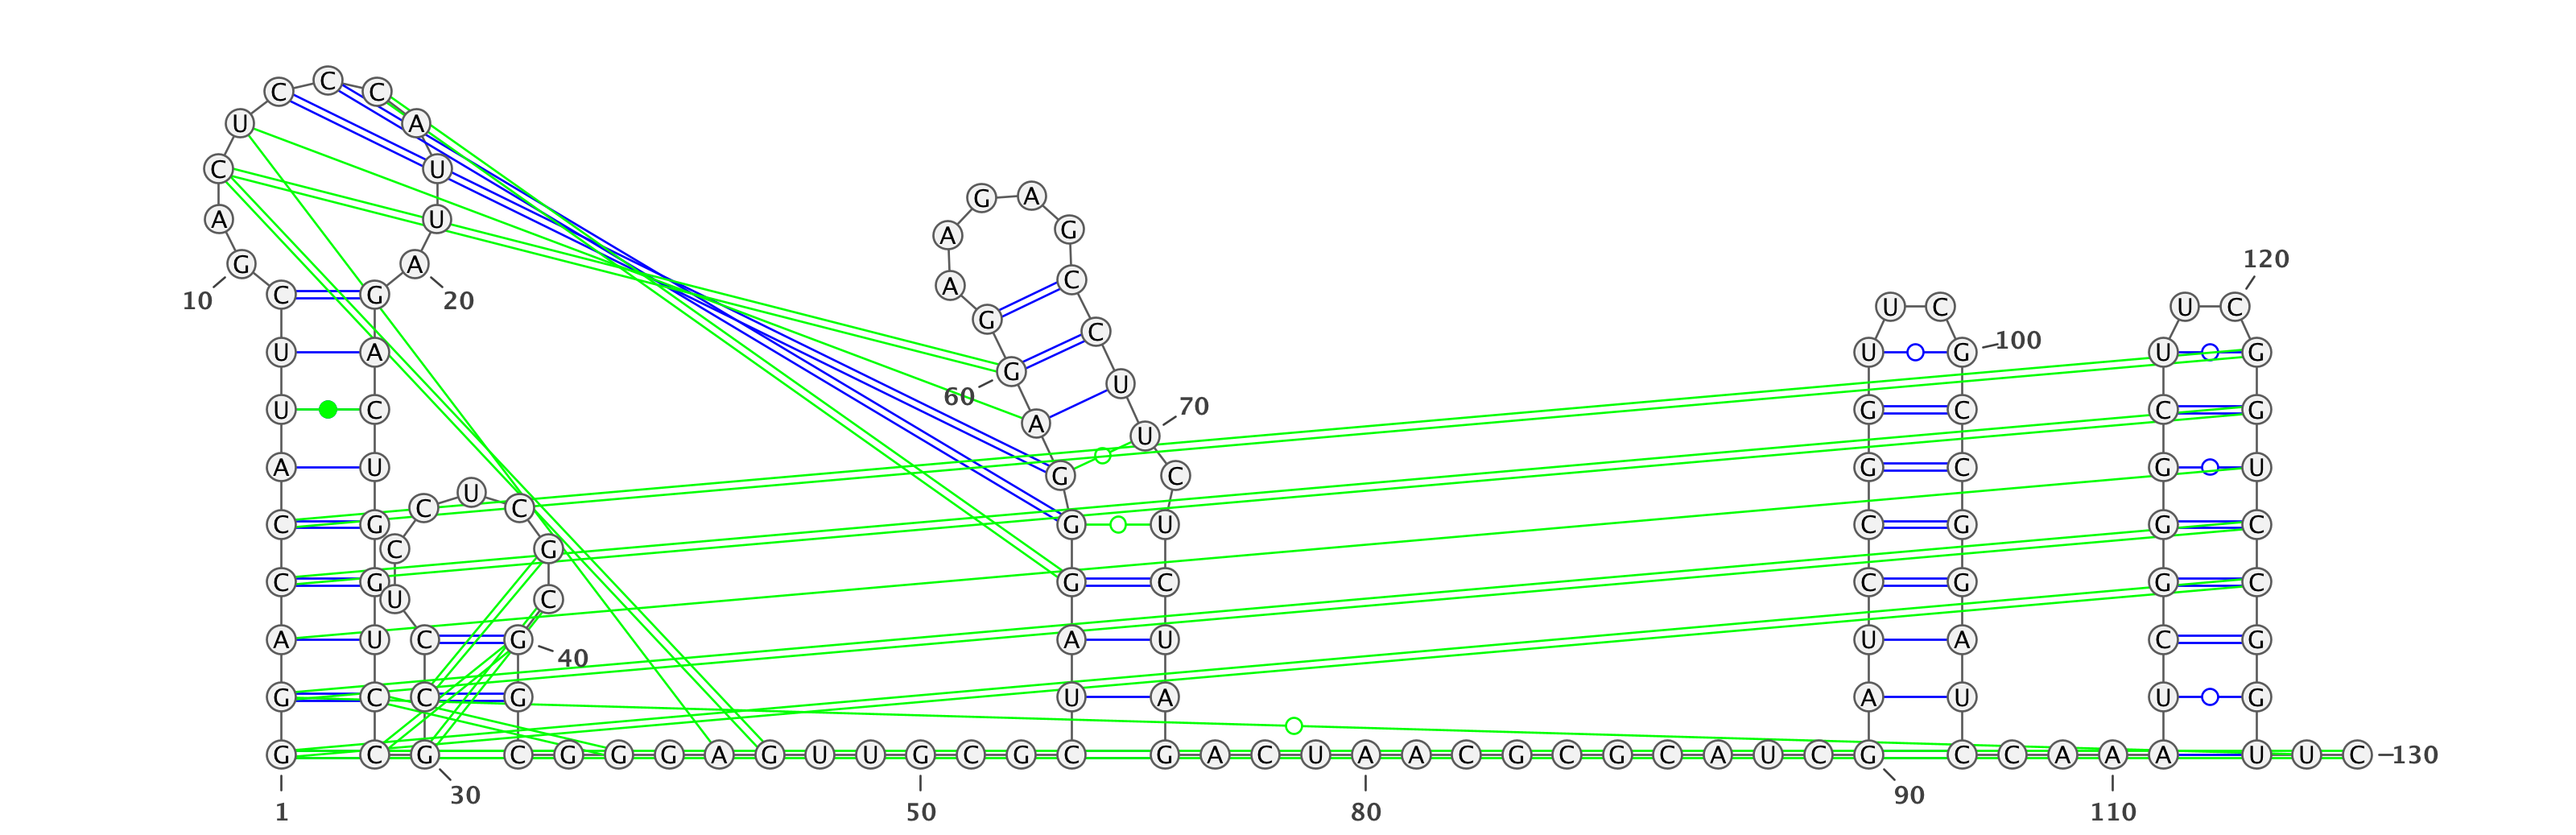 C
C C
U A
C U
G A
A U
G
A
120
G A
C
A
C G
10 20
U C U C
G
C
100
U A U G U G
G
U
60
70
U C G C C G
A
U
A U G C G U
G C
U
C C
C G G U C G G C
C G
C G G C C G G C
U C
A U C G A U U A C G
40
G C C G U A A U U G
G C G C G G G A G U U G C G C G A C U A A C G C G C A U C G C C A A A U U C 130
30 90
1 50 80 110